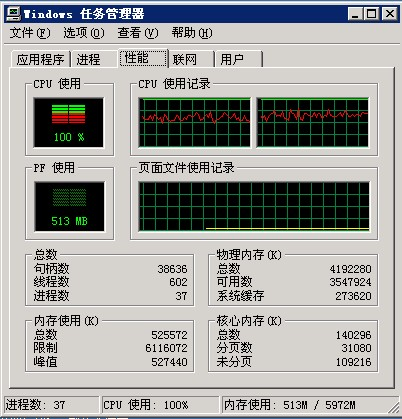 Windows 任务管理器
文件(F) 选项(O) 查看(V) 帮助(H)
应用程序 进程 性能 联网 用户
CPU 使用 CPU 使用记录
100 %
PF 使用 页面文件使用记录
513 MB
总数 物理内存(K)
句柄数 38636 总数 4192280
线程数 602 可用数 3547924
进程数 37 系统缓存 273620
内存使用(K) 核心内存(K)
总数 525572 总数 140296
限制 6116072 分页数 31080
峰值 527440 未分页 109216
进程数: 37 CPU 使用: 100% 内存使用: 513M / 5972M